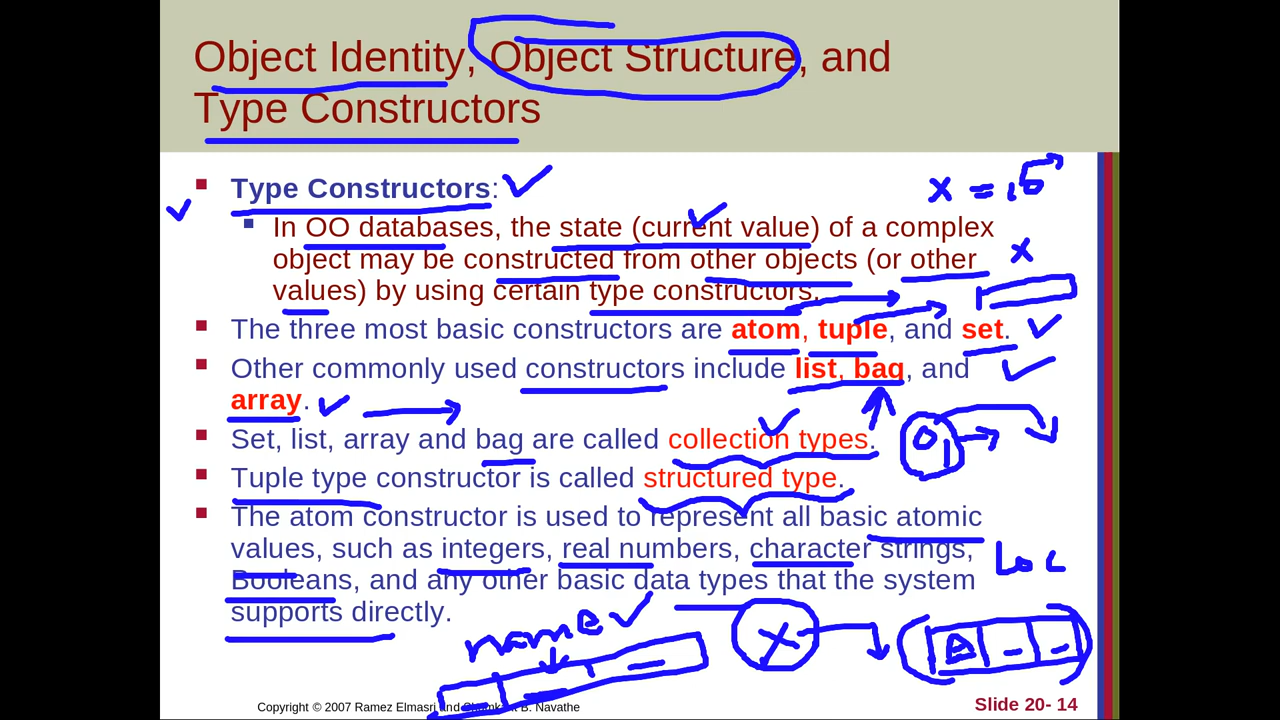 Object Identity, Object Structure, and
Type Constructors
Type Constructors:
x = 15
In OO databases, the state (current value) of a complex
x
object may be constructed from other objects (or other
values) by using certain type constructors.
The three most basic constructors are atom, tuple, and set.
Other commonly used constructors include list, bag, and
array.
Set, list, array and bag are called collection types.
O1
Tuple type constructor is called structured type.
The atom constructor is used to represent all basic atomic
values, such as integers, real numbers, character strings,
Booleans, and any other basic data types that the system
supports directly.
name
x
Copyright © 2007 Ramez Elmasri and Shamkant B. Navathe
Slide 20- 14